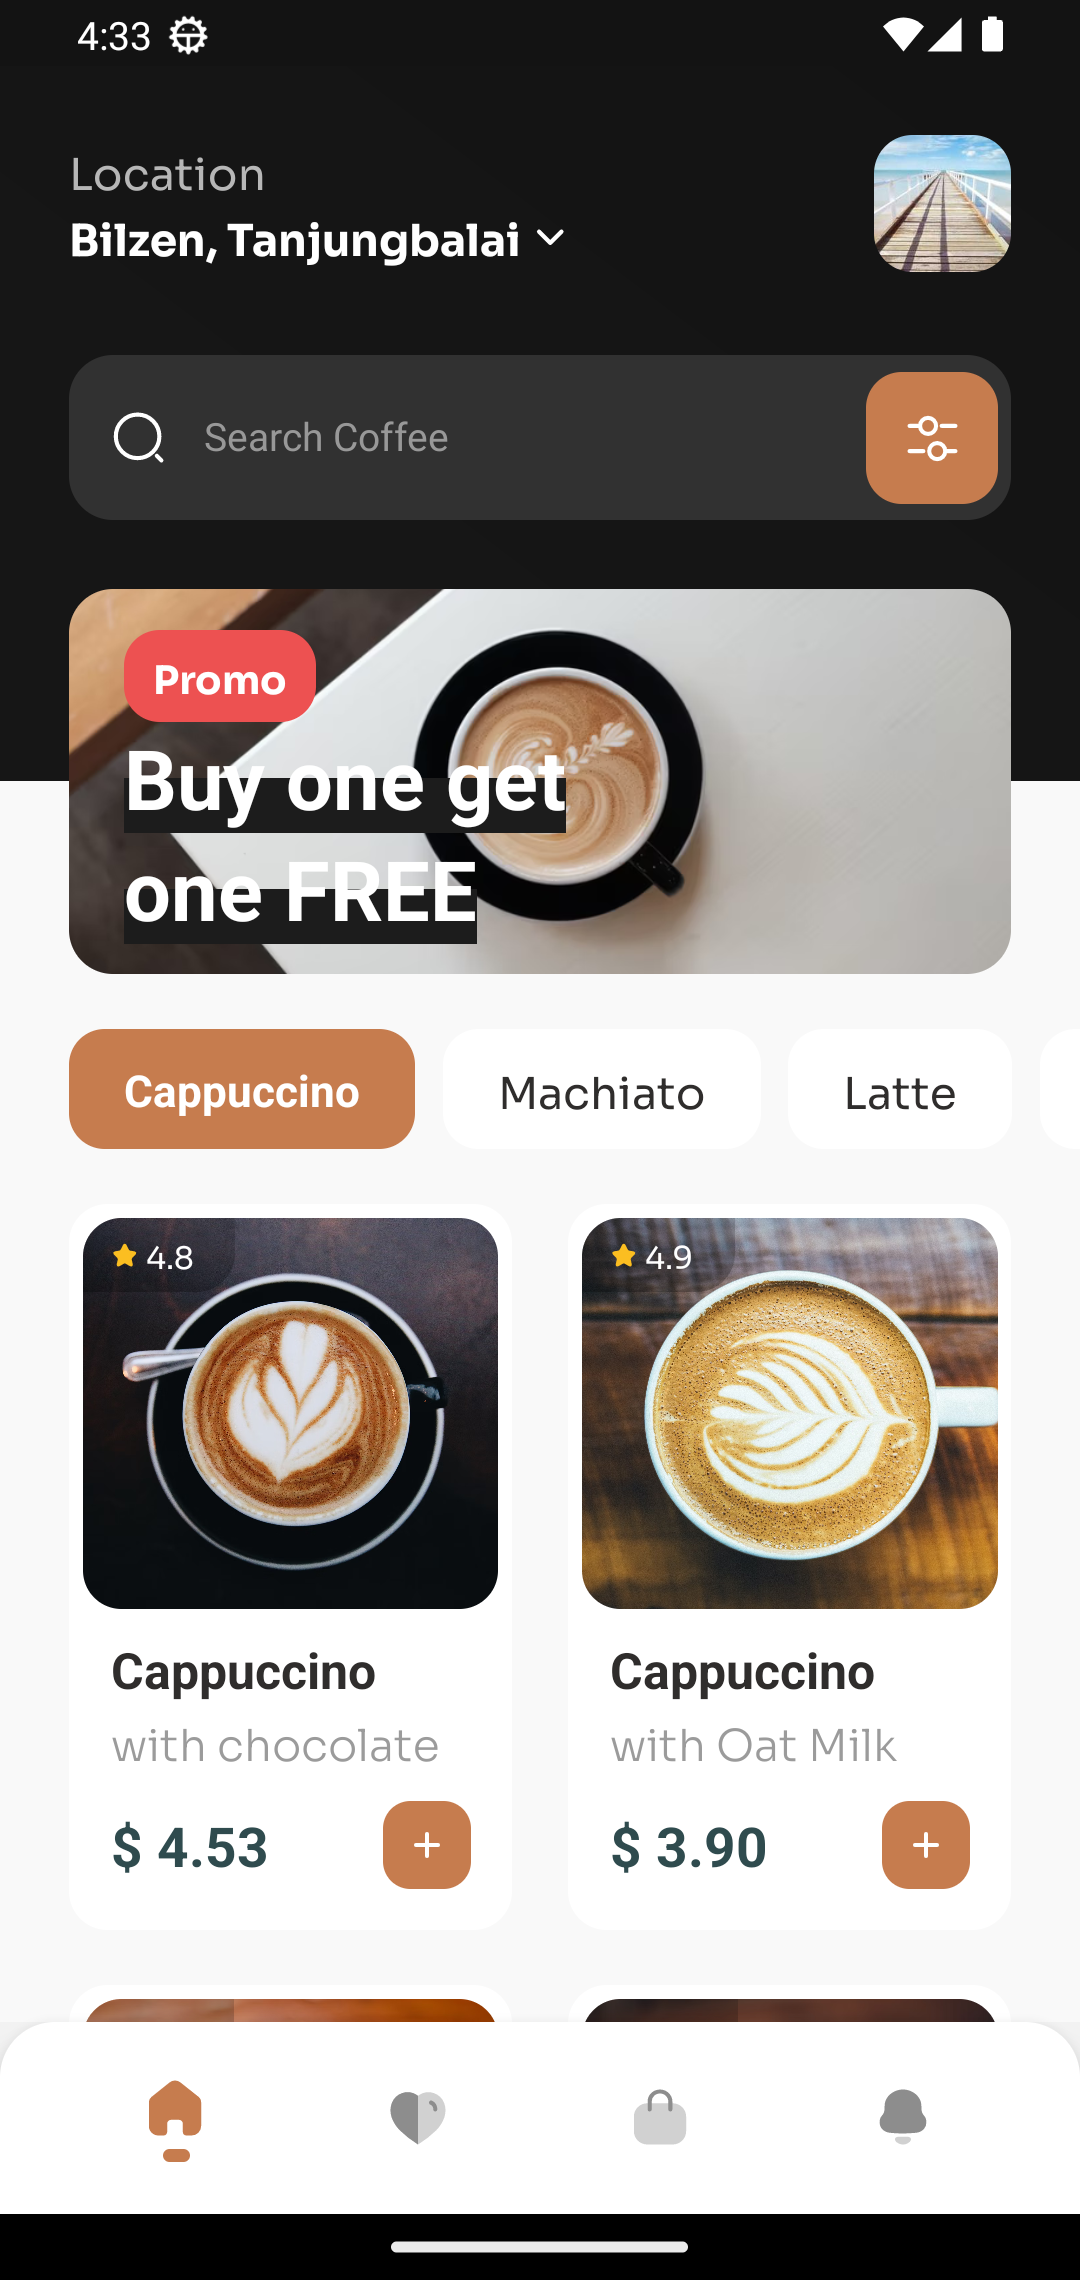 4:33
Location
Bilzen, Tanjungbalai
Search Coffee
Promo
Buy one get
one FREE
Cappuccino
Machiato
Latte
4.8
Cappuccino
with chocolate
$ 4.53
4.9
Cappuccino
with Oat Milk
$ 3.90